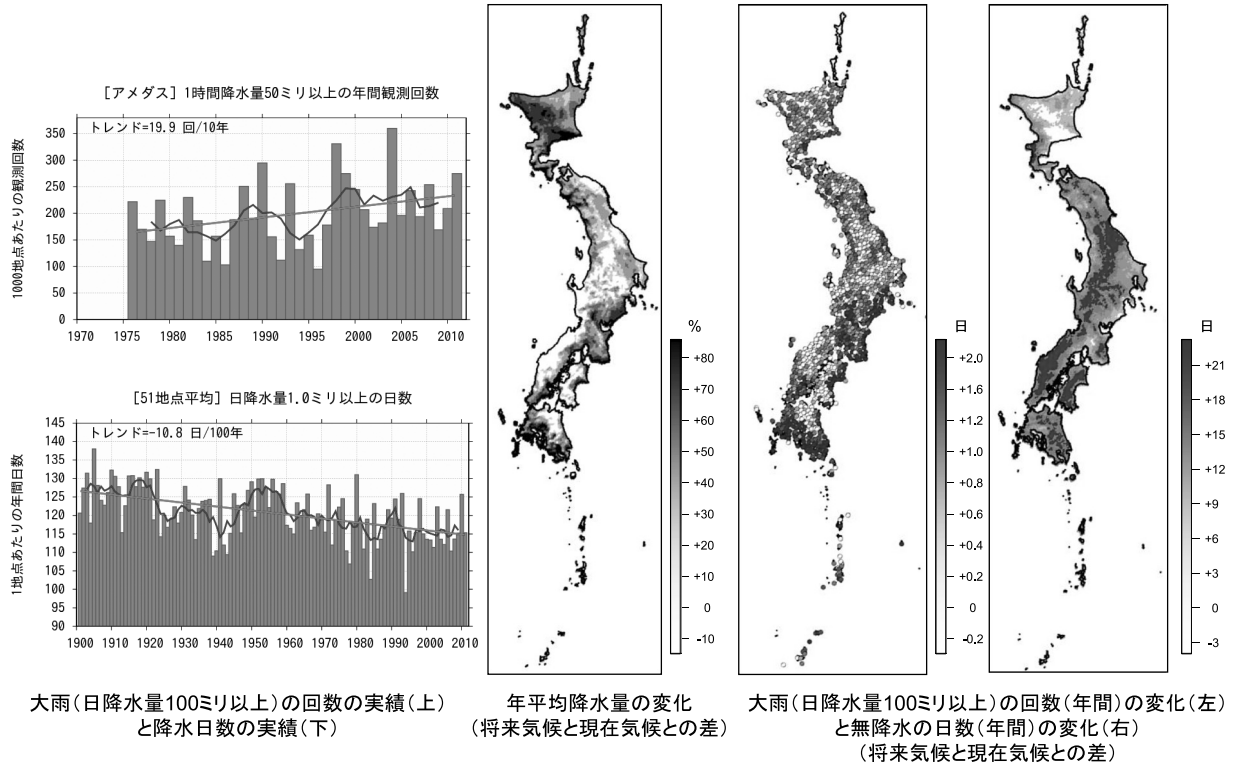 [アメダス] 1時間降水量50ミリ以上の年間観測回数
トレンド=19.9 回/10年
1000地点あたりの観測回数
350
300
250
200
150
100
50
0
1970 1975 1980 1985 1990 1995 2000 2005 2010
[51地点平均] 日降水量1.0ミリ以上の日数
トレンド=-10.8 日/100年
1地点あたりの年間日数
145
140
135
130
125
120
115
110
105
100
95
90
1900 1910 1920 1930 1940 1950 1960 1970 1980 1990 2000 2010
大雨(日降水量100ミリ以上)の回数の実績(上)
と降水日数の実績(下)
%
+80
+70
+60
+50
+40
+30
+20
+10
0
-10
年平均降水量の変化
(将来気候と現在気候との差)
日
+2.0
+1.6
+1.2
+1.0
+0.8
+0.6
+0.4
+0.2
0
-0.2
日
+21
+18
+15
+12
+9
+6
+3
0
-3
大雨(日降水量100ミリ以上)の回数(年間)の変化(左)
と無降水の日数(年間)の変化(右)
(将来気候と現在気候との差)